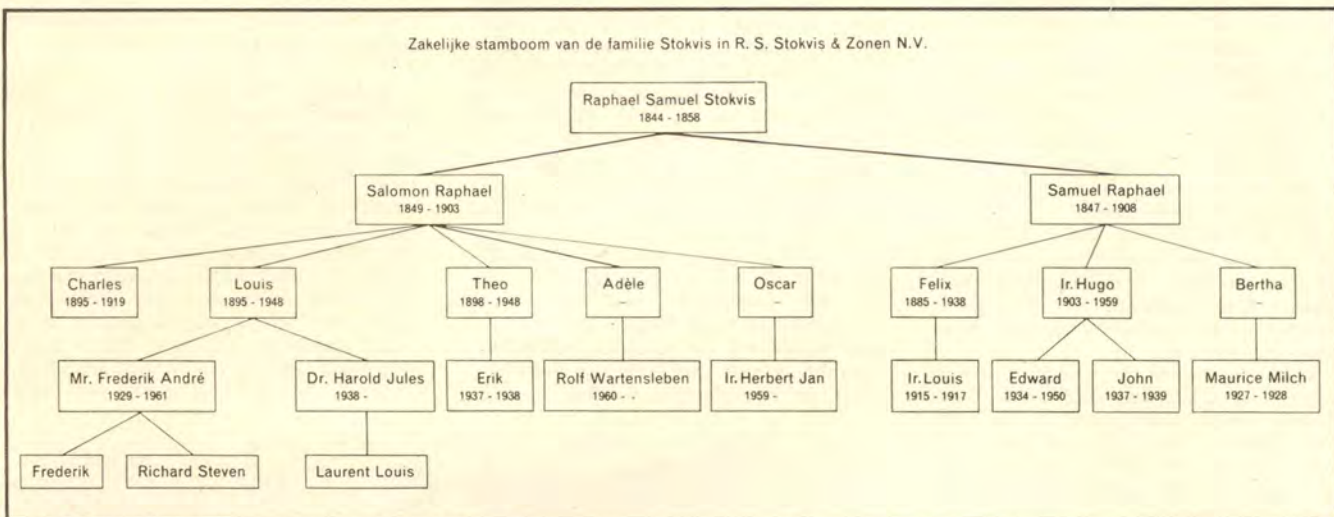 Zakelijke stamboom van de familie Stokvis in R. S. Stokvis & Zonen N.V.
Raphael Samuel Stokvis
1844 - 1858
Salomon Raphael
1849 - 1903
Samuel Raphael
1847 - 1908
Charles
1895 - 1919
Louis
1895 - 1948
Theo
1898 - 1948
Adèle
–
Oscar
–
Felix
1885 - 1938
Ir. Hugo
1903 - 1959
Bertha
–
Mr. Frederik André
1929 - 1961
Dr. Harold Jules
1938 -
Erik
1937 - 1938
Rolf Wartensleben
1960 - -
Ir. Herbert Jan
1959 -
Ir. Louis
1915 - 1917
Edward
1934 - 1950
John
1937 - 1939
Maurice Milch
1927 - 1928
Frederik
Richard Steven
Laurent Louis